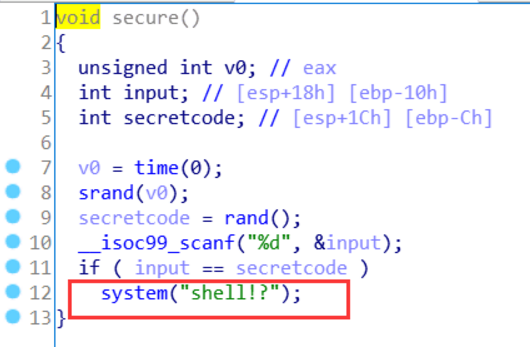 1 void secure()
2 {
3 unsigned int v0; // eax
4 int input; // [esp+18h] [ebp-10h]
5 int secretcode; // [esp+1Ch] [ebp-Ch]
6
7 v0 = time(0);
8 srand(v0);
9 secretcode = rand();
10 __isoc99_scanf("%d", &input);
11 if ( input == secretcode )
12 system("shell!?");
13 }